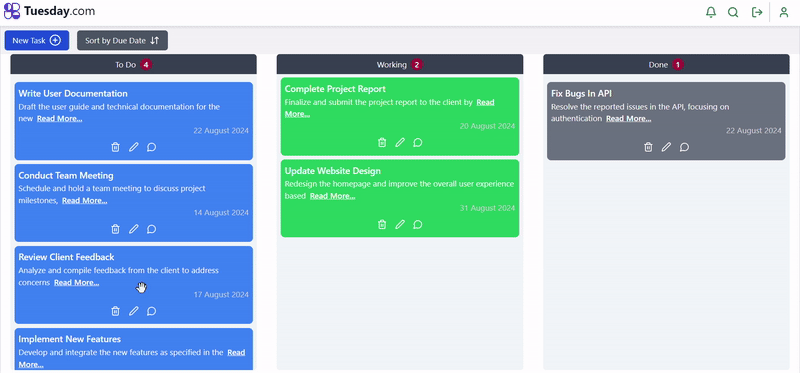 Tuesday.com
New Task
Sort by Due Date
To Do 4
Write User Documentation
Draft the user guide and technical documentation for the
new Read More...
22 August 2024
Conduct Team Meeting
Schedule and hold a team meeting to discuss project
milestones, Read More...
14 August 2024
Review Client Feedback
Analyze and compile feedback from the client to address
concerns Read More...
17 August 2024
Implement New Features
Develop and integrate the new features as specified in the Read
More...
Working 2
Complete Project Report
Finalize and submit the project report to the client by Read
More...
20 August 2024
Update Website Design
Redesign the homepage and improve the overall user experience
based Read More...
31 August 2024
Done 1
Fix Bugs In API
Resolve the reported issues in the API, focusing on
authentication Read More...
22 August 2024